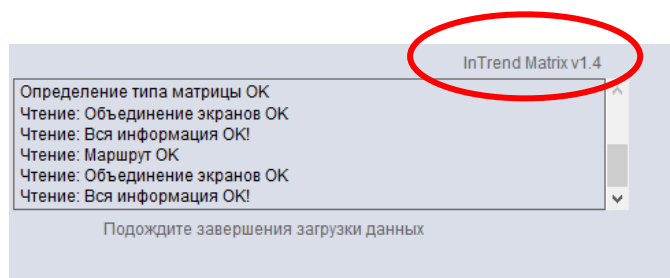 InTrend Matrix v1.4
Определение типа матрицы OK
Чтение: Объединение экранов OK
Чтение: Вся информация OK!
Чтение: Маршрут OK
Чтение: Объединение экранов OK
Чтение: Вся информация OK!
Подождите завершения загрузки данных